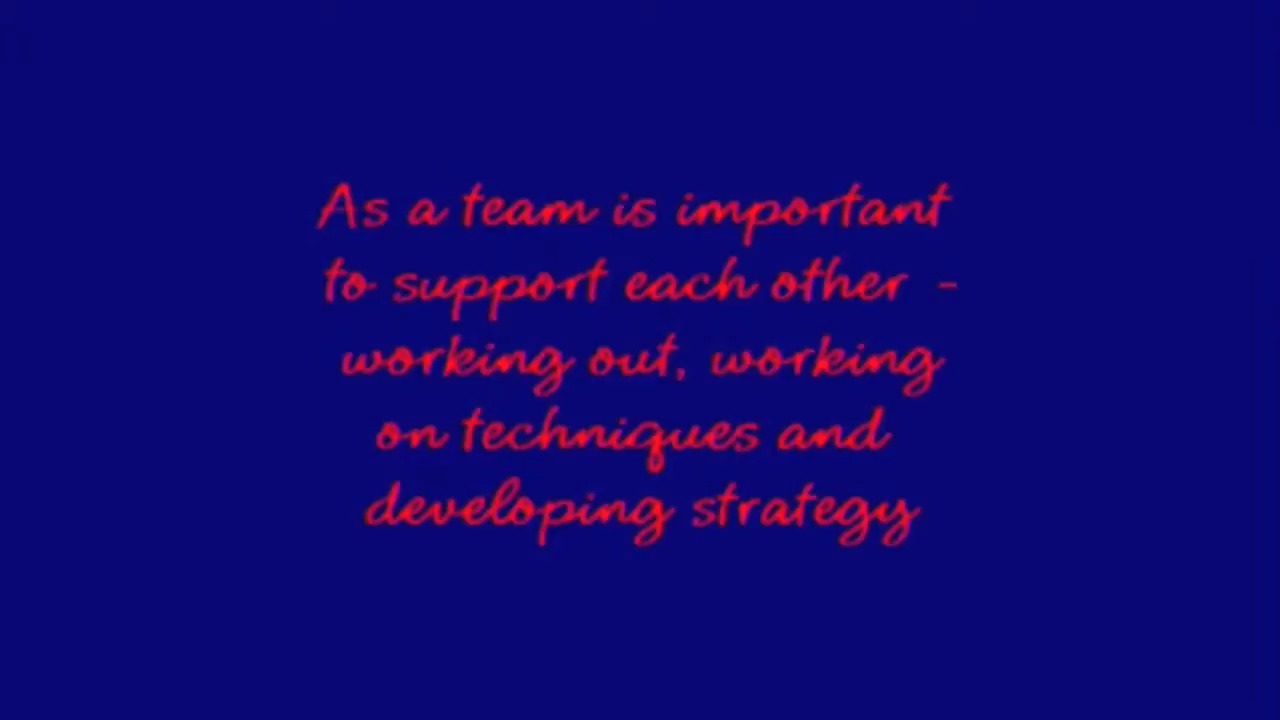 As a team is important
to support each other -
working out, working
on techniques and
developing strategy